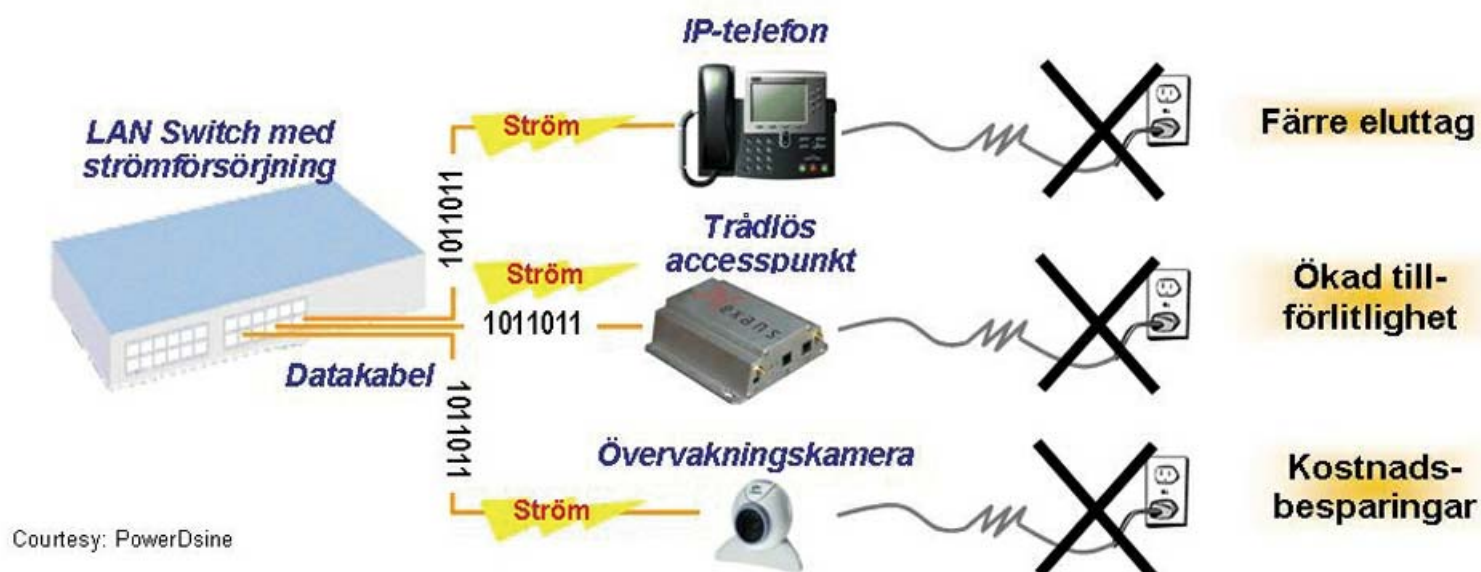 IP-telefon
LAN Switch med
strömförsörjning
Ström
1011011
Färre eluttag
Trådlös
accesspunkt
Ström
1011011
exans
Ökad till-
förlitlighet
Datakabel
1011011
Övervakningskamera
Ström
Kostnads-
besparingar
Courtesy: PowerDsine